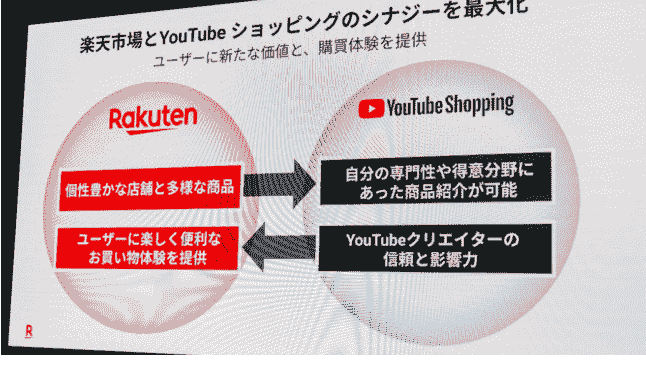 楽天市場とYouTube ショッピングのシナジーを最大化
ユーザーに新たな価値と、購買体験を提供
Rakuten
YouTube Shopping
個性豊かな店舗と多様な商品
自分の専門性や得意分野に
あった商品紹介が可能
ユーザーに楽しく便利な
お買い物体験を提供
YouTubeクリエイターの
信頼と影響力
R